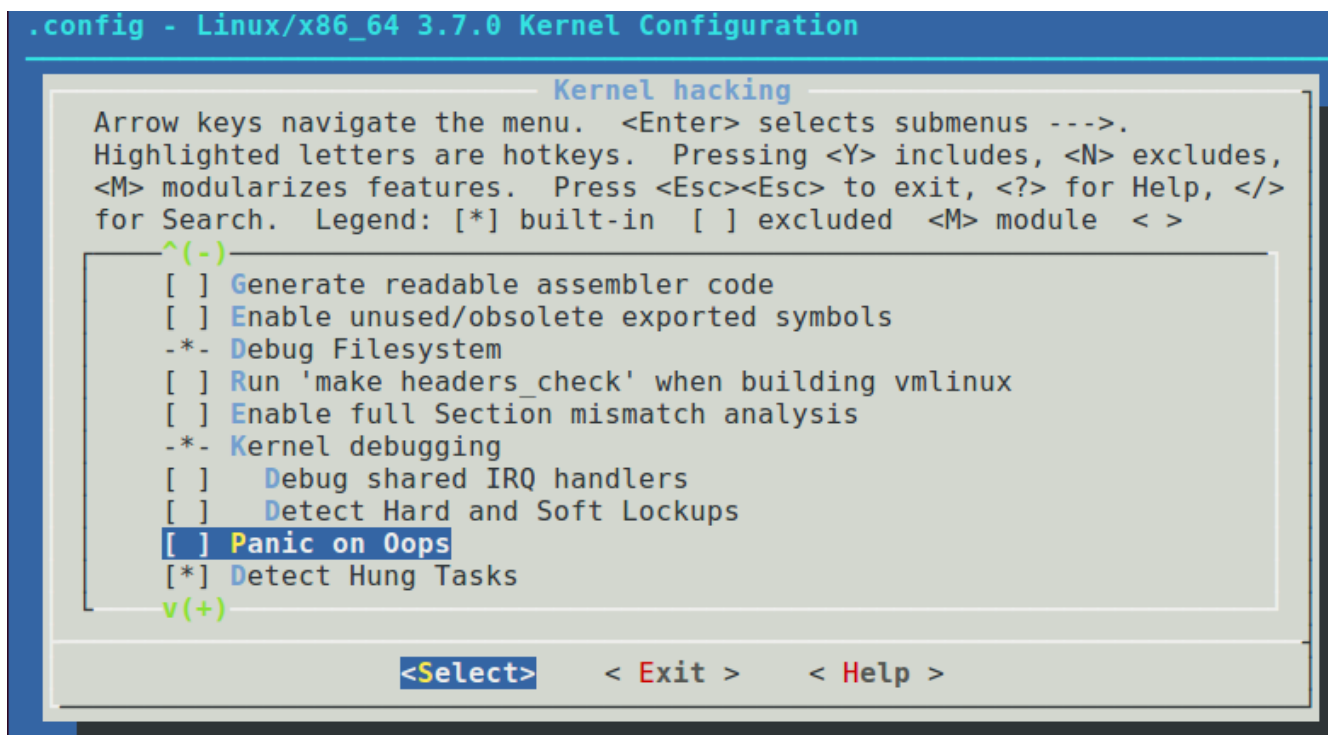 .config - Linux/x86_64 3.7.0 Kernel Configuration
Kernel hacking
Arrow keys navigate the menu.  <Enter> selects submenus --->.
Highlighted letters are hotkeys.  Pressing <Y> includes, <N> excludes,
<M> modularizes features.  Press <Esc><Esc> to exit, <?> for Help, </>
for Search.  Legend: [*] built-in  [ ] excluded  <M> module  < >
^(-)
[ ] Generate readable assembler code
[ ] Enable unused/obsolete exported symbols
-*- Debug Filesystem
[ ] Run 'make headers_check' when building vmlinux
[ ] Enable full Section mismatch analysis
-*- Kernel debugging
[ ]   Debug shared IRQ handlers
[ ]   Detect Hard and Soft Lockups
[ ] Panic on Oops
[*] Detect Hung Tasks
v(+)
<Select>    < Exit >    < Help >